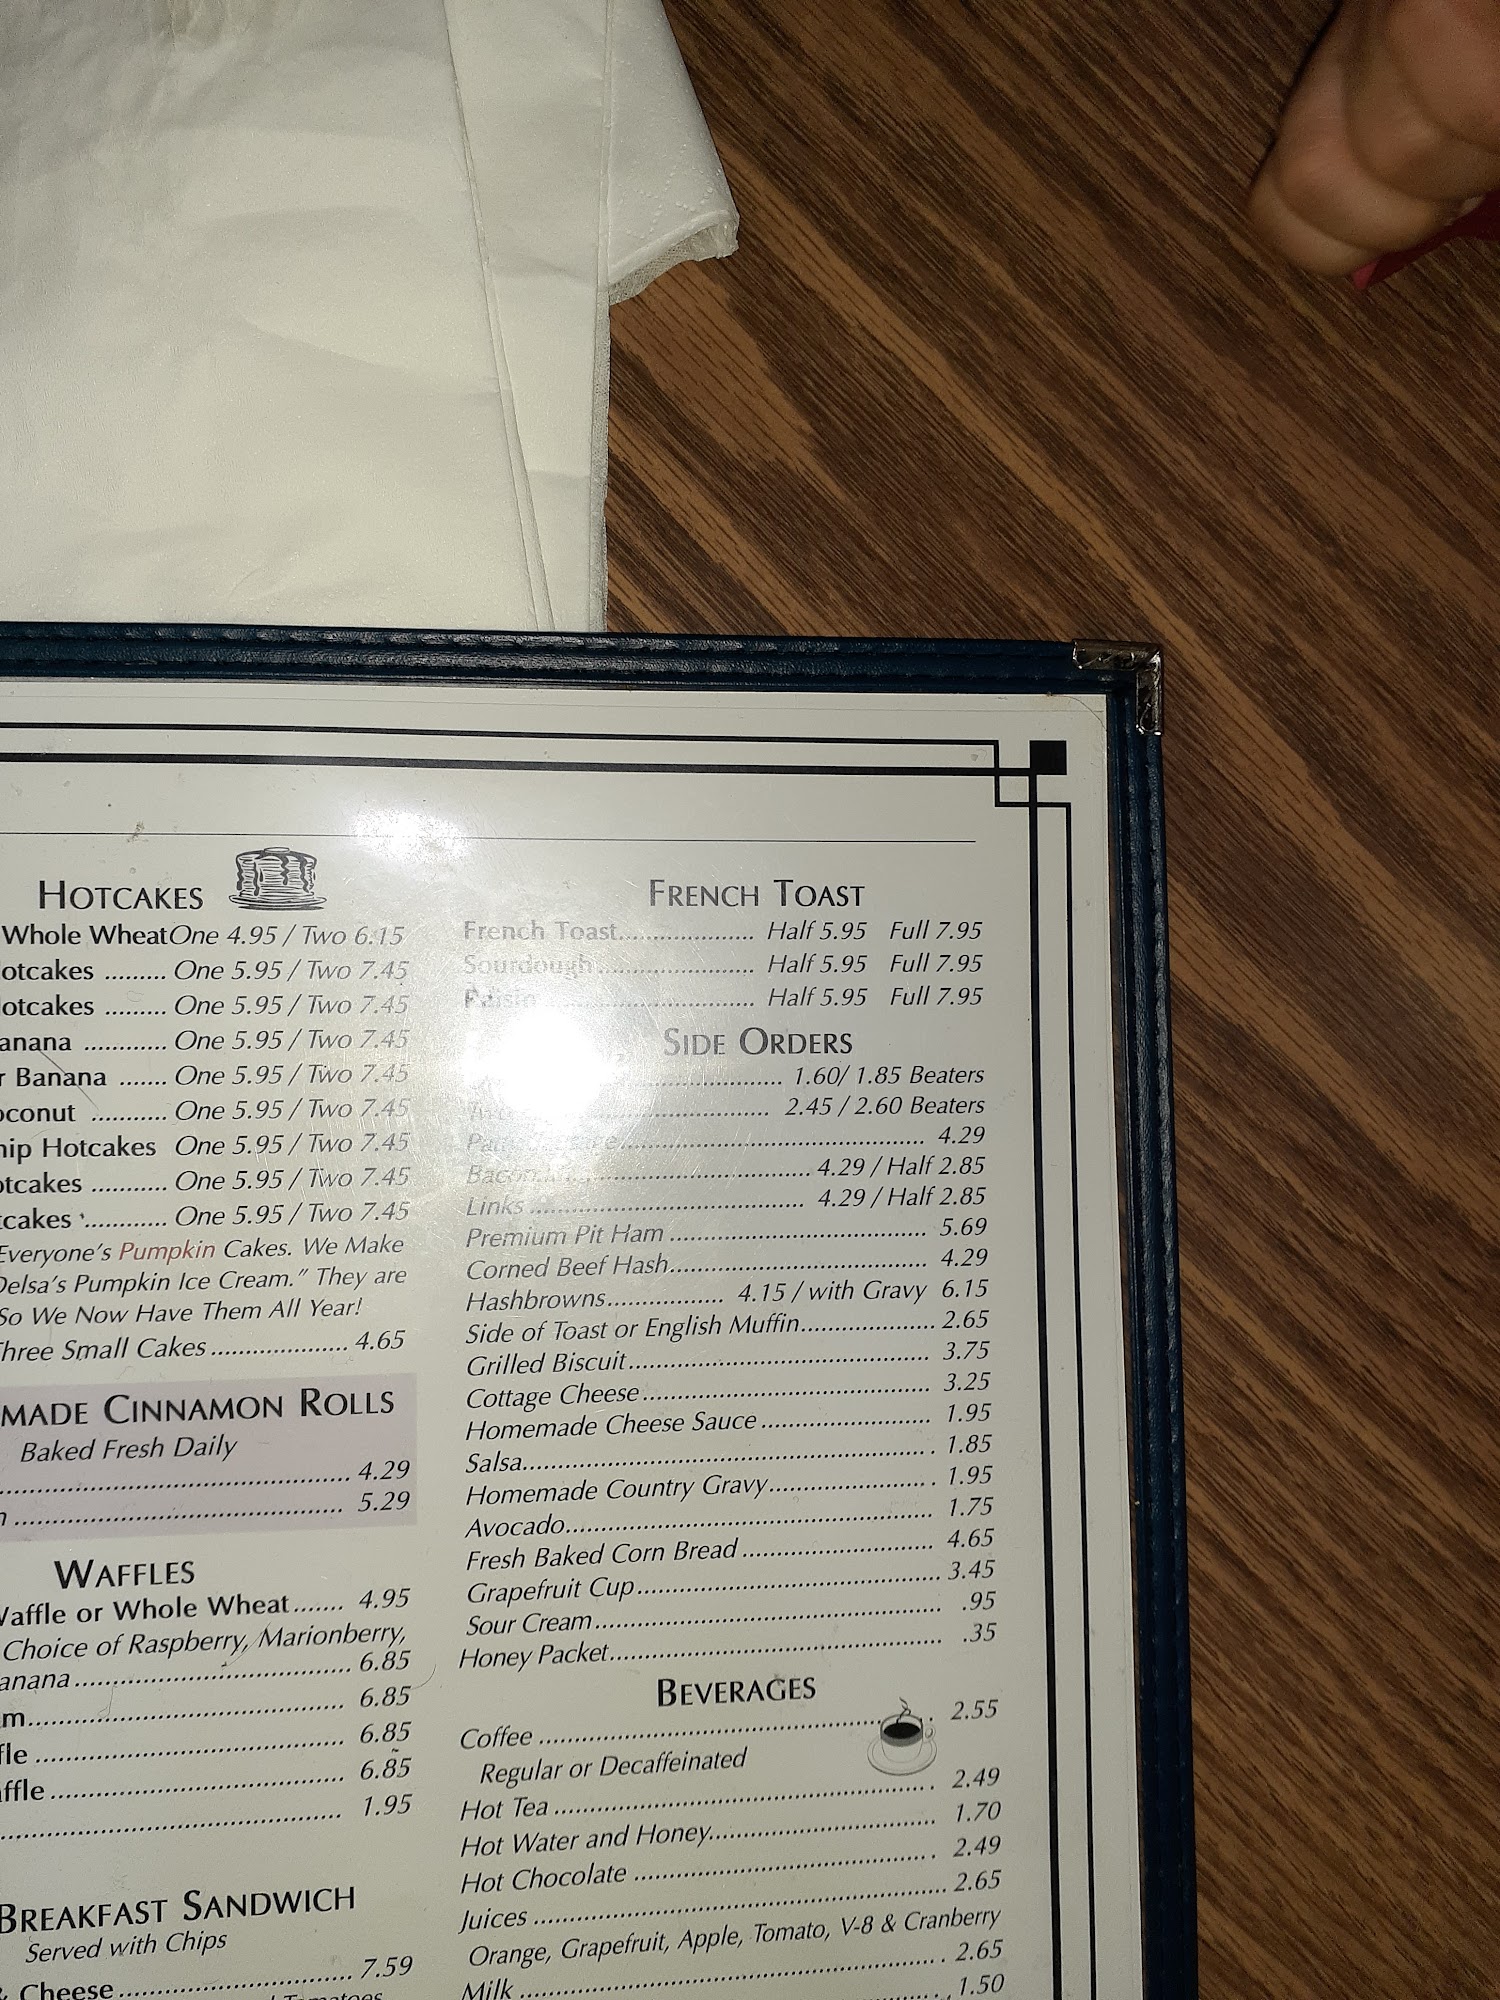 HOTCAKES
Whole Wheat One 4.95 / Two 6.15
otcakes ......... One 5.95 / Two 7.45
otcakes ......... One 5.95 / Two 7.45
anana ............ One 5.95 / Two 7.45
r Banana ....... One 5.95 / Two 7.45
oconut ........... One 5.95 / Two 7.45
hip Hotcakes One 5.95 / Two 7.45
otcakes ........... One 5.95 / Two 7.45
cakes ............ One 5.95 / Two 7.45
Everyone's Pumpkin Cakes. We Make
Delsa's Pumpkin Ice Cream." They are
So We Now Have Them All Year!
Three Small Cakes .................. 4.65
MADE CINNAMON ROLLS
Baked Fresh Daily
4.29
5.29
WAFFLES
Waffle or Whole Wheat....... 4.95
Choice of Raspberry, Marionberry,
anana ................................... 6.85
m......................................... 6.85
fle ....................................... 6.85
affle ..................................... 6.85
1.95
BREAKFAST SANDWICH
Served with Chips
& Cheese .............................. 7.59
FRENCH TOAST
French Toast.................. Half 5.95 Full 7.95
Sourdough..................... Half 5.95 Full 7.95
Raisin ............................ Half 5.95 Full 7.95
SIDE ORDERS
1.60/ 1.85 Beaters
2.45 / 2.60 Beaters
4.29
Bacon 4.29 / Half 2.85
Links ..................................... 4.29 / Half 2.85
Premium Pit Ham ................................... 5.69
Corned Beef Hash................................... 4.29
Hashbrowns................. 4.15 / with Gravy 6.15
Side of Toast or English Muffin.................. 2.65
Grilled Biscuit......................................... 3.75
Cottage Cheese ....................................... 3.25
Homemade Cheese Sauce ....................... 1.95
Salsa....................................................... 1.85
Homemade Country Gravy...................... 1.95
Avocado.................................................. 1.75
Fresh Baked Corn Bread .......................... 4.65
Grapefruit Cup......................................... 3.45
Sour Cream ............................................. .95
Honey Packet........................................... .35
BEVERAGES
Coffee .................................................... 2.55
Regular or Decaffeinated
Hot Tea ................................................... 2.49
Hot Water and Honey.............................. 1.70
Hot Chocolate ........................................ 2.49
Juices ..................................................... 2.65
Orange, Grapefruit, Apple, Tomato, V-8 & Cranberry
Milk ....................................................... 2.65
1.50